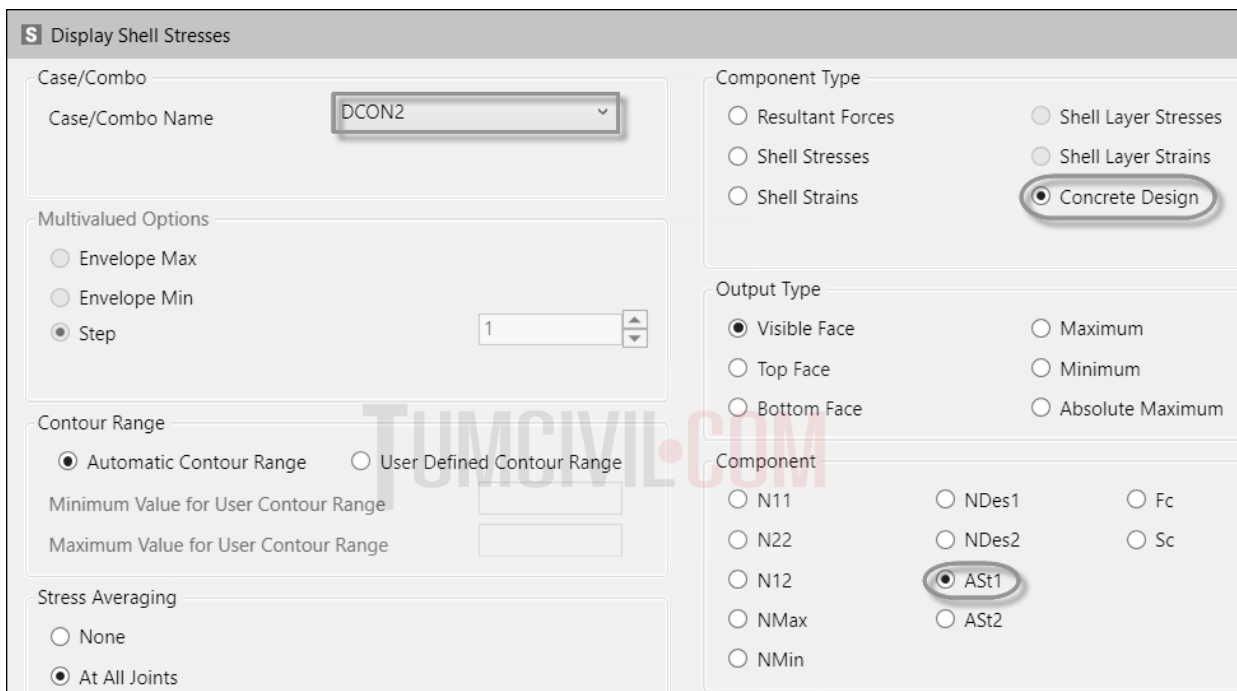 S Display Shell Stresses
Case/Combo
Case/Combo Name
DCON2
Multivalued Options
Envelope Max
Envelope Min
Step
1
Contour Range
Automatic Contour Range
User Defined Contour Range
Minimum Value for User Contour Range
Maximum Value for User Contour Range
Stress Averaging
None
At All Joints
Component Type
Resultant Forces
Shell Layer Stresses
Shell Stresses
Shell Layer Strains
Shell Strains
Concrete Design
Output Type
Visible Face
Maximum
Top Face
Minimum
Bottom Face
Absolute Maximum
Component
N11
NDes1
Fc
N22
NDes2
Sc
N12
ASt1
NMax
ASt2
NMin
TUMCIVIL.COM